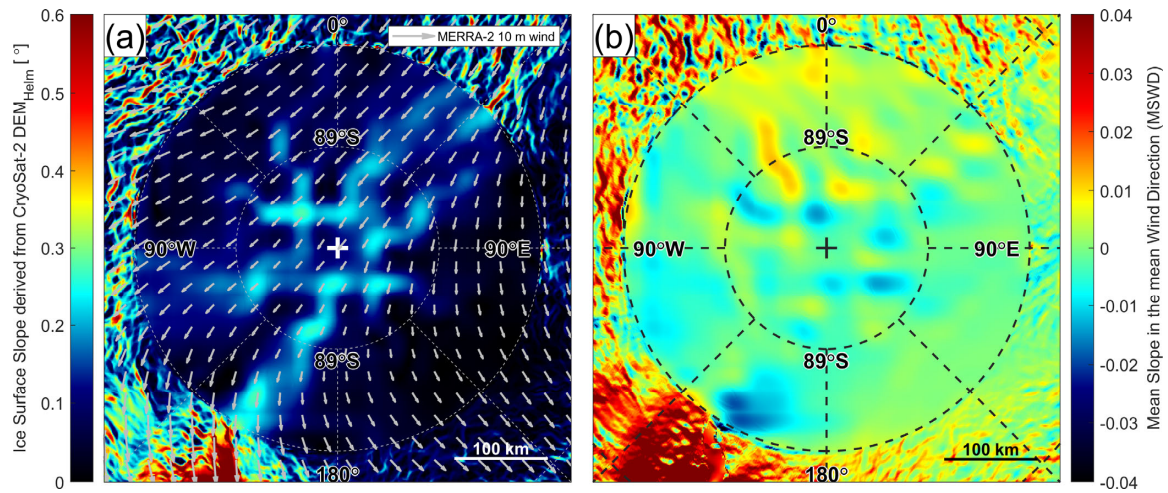 Ice Surface Slope derived from CryoSat-2 DEM_Helm [ ° ]
0.6
0.5
0.4
0.3
0.2
0.1
0
(a)
0°
MERRA-2 10 m wind
89°S
90°W
90°E
89°S
180°
100 km
(b)
0°
89°S
90°W
90°E
89°S
180°
100 km
0.04
0.03
0.02
0.01
0
-0.01
-0.02
-0.03
-0.04
Mean Slope in the mean Wind Direction (MSWD)